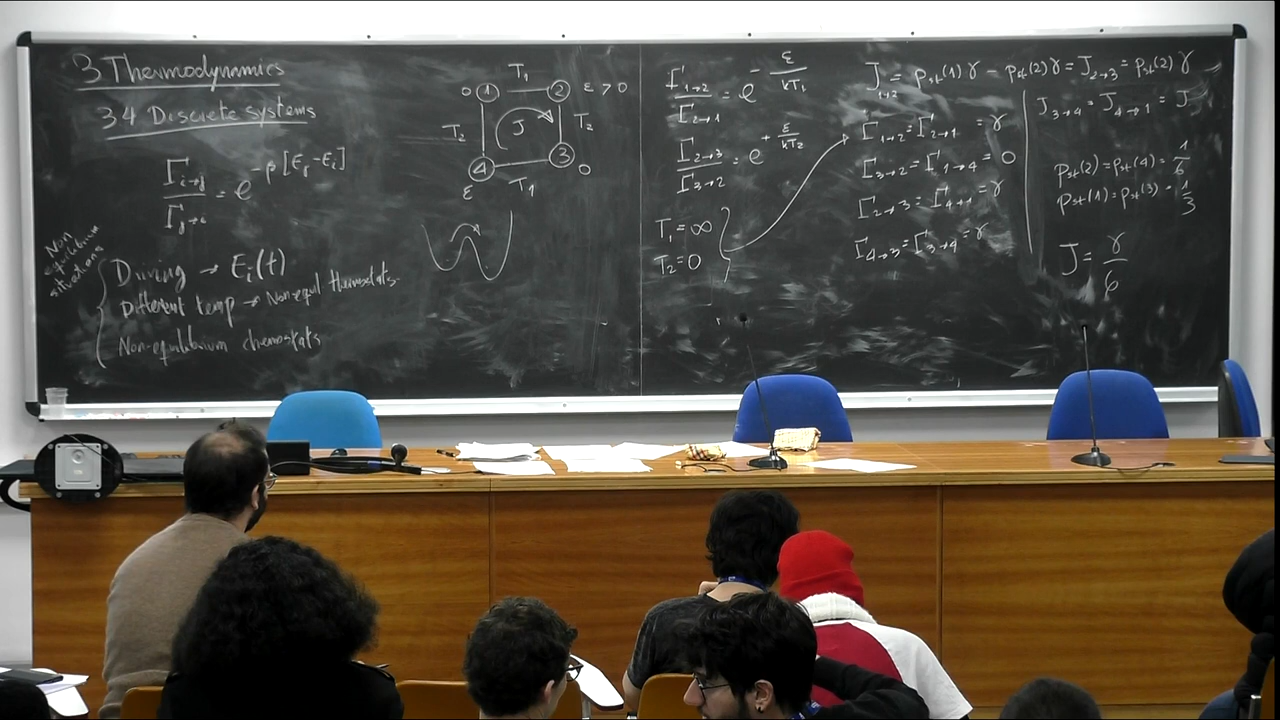 3 Thermodynamics
3.4 Discrete systems
Γi→j / Γj→i = e^{-β[Ej-Ei]}
Non equilibrium situations
Driving → Ei(t)
Different temp → Non-equil thermostats.
Non-equilibrium chemostats
T1
0 1 2 ε > 0
T2 J T2
4 3 0
ε T1
Γ1→2 / Γ2→1 = e^{-ε/kT1}
Γ2→3 / Γ3→2 = e^{+ε/kT2}
T1 = ∞
T2 = 0
J1→2 = pst(1) γ - pst(2) γ = J2→3 = pst(2) γ
Γ1→2 = Γ2→1 = γ
Γ3→2 = Γ1→4 = 0
Γ2→3 = Γ4→1 = γ
Γ4→3 = Γ3→4 = γ
J3→4 = J4→1 = J
pst(2) = pst(4) = 1/6
pst(1) = pst(3) = 1/3
J = γ/6